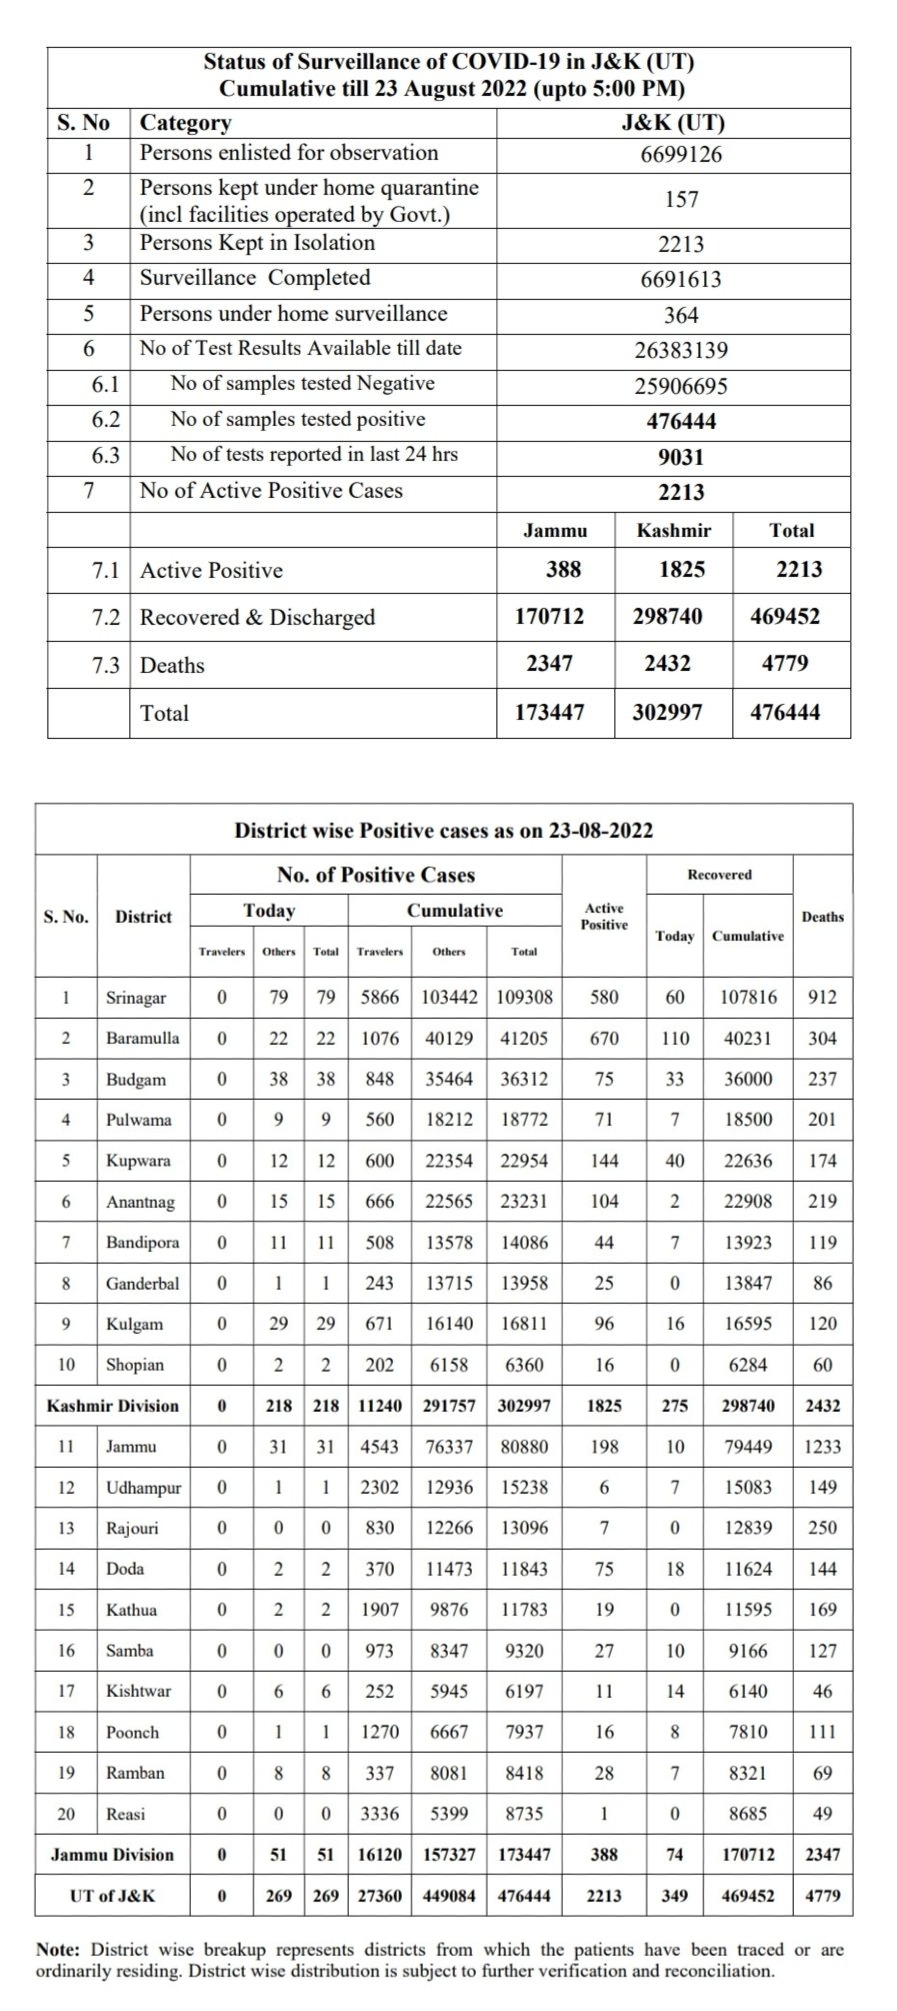 Status of Surveillance of COVID-19 in J&K (UT)
Cumulative till 23 August 2022 (upto 5:00 PM)
S. No Category J&K (UT)
1 Persons enlisted for observation 6699126
2 Persons kept under home quarantine
(incl facilities operated by Govt.) 157
3 Persons Kept in Isolation 2213
4 Surveillance Completed 6691613
5 Persons under home surveillance 364
6 No of Test Results Available till date 26383139
6.1 No of samples tested Negative 25906695
6.2 No of samples tested positive 476444
6.3 No of tests reported in last 24 hrs 9031
7 No of Active Positive Cases 2213
Jammu Kashmir Total
7.1 Active Positive 388 1825 2213
7.2 Recovered & Discharged 170712 298740 469452
7.3 Deaths 2347 2432 4779
Total 173447 302997 476444
District wise Positive cases as on 23-08-2022
S. No. District No. of Positive Cases Active Positive Recovered Deaths
Today Cumulative Today Cumulative
Travelers Others Total Travelers Others Total
1 Srinagar 0 79 79 5866 103442 109308 580 60 107816 912
2 Baramulla 0 22 22 1076 40129 41205 670 110 40231 304
3 Budgam 0 38 38 848 35464 36312 75 33 36000 237
4 Pulwama 0 9 9 560 18212 18772 71 7 18500 201
5 Kupwara 0 12 12 600 22354 22954 144 40 22636 174
6 Anantnag 0 15 15 666 22565 23231 104 2 22908 219
7 Bandipora 0 11 11 508 13578 14086 44 7 13923 119
8 Ganderbal 0 1 1 243 13715 13958 25 0 13847 86
9 Kulgam 0 29 29 671 16140 16811 96 16 16595 120
10 Shopian 0 2 2 202 6158 6360 16 0 6284 60
Kashmir Division 0 218 218 11240 291757 302997 1825 275 298740 2432
11 Jammu 0 31 31 4543 76337 80880 198 10 79449 1233
12 Udhampur 0 1 1 2302 12936 15238 6 7 15083 149
13 Rajouri 0 0 0 830 12266 13096 7 0 12839 250
14 Doda 0 2 2 370 11473 11843 75 18 11624 144
15 Kathua 0 2 2 1907 9876 11783 19 0 11595 169
16 Samba 0 0 0 973 8347 9320 27 10 9166 127
17 Kishtwar 0 6 6 252 5945 6197 11 14 6140 46
18 Poonch 0 1 1 1270 6667 7937 16 8 7810 111
19 Ramban 0 8 8 337 8081 8418 28 7 8321 69
20 Reasi 0 0 0 3336 5399 8735 1 0 8685 49
Jammu Division 0 51 51 16120 157327 173447 388 74 170712 2347
UT of J&K 0 269 269 27360 449084 476444 2213 349 469452 4779
Note: District wise breakup represents districts from which the patients have been traced or are
ordinarily residing. District wise distribution is subject to further verification and reconciliation.